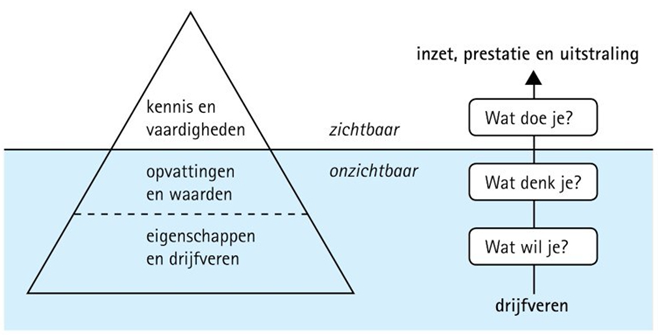 inzet, prestatie en uitstraling
kennis en
vaardigheden
zichtbaar
Wat doe je?
opvattingen
en waarden
onzichtbaar
Wat denk je?
eigenschappen
en drijfveren
Wat wil je?
drijfveren